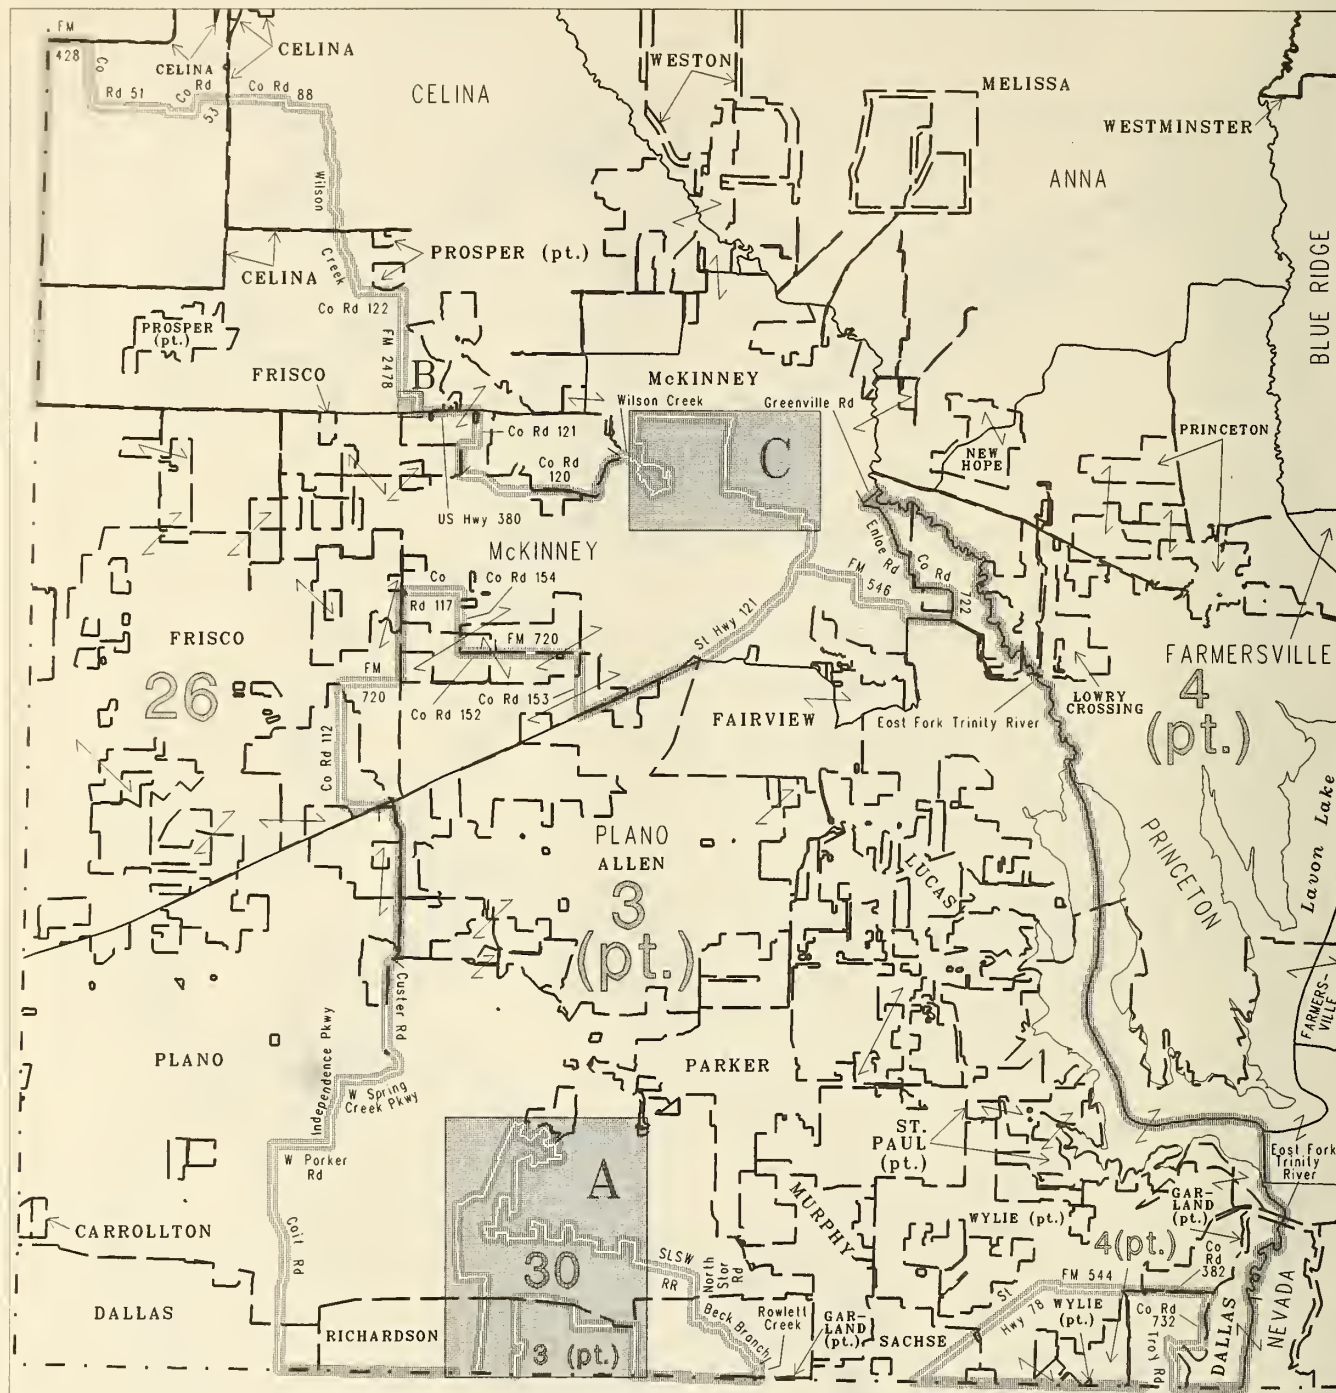 FM
428
Co
Rd 51
CELINA
Co Rd
53
CELINA
Co Rd 88
CELINA
WESTON
MELISSA
WESTMINSTER
ANNA
BLUE RIDGE
Wilson
Creek
CELINA
PROSPER (pt.)
Co Rd 122
PROSPER
(pt.)
FM 2478
B
FRISCO
McKINNEY
Wilson Creek
Greenville Rd
Co Rd 121
C
Co Rd
120
NEW
HOPE
PRINCETON
US Hwy 380
McKINNEY
Enloe Rd
Co Rd
722
FM
546
Co
Rd 117
Co Rd 154
St Hwy 121
FRISCO
26
FM 720
FM
720
Co Rd 152
Co Rd 153
FAIRVIEW
East Fork Trinity River
LOWRY
CROSSING
FARMERSVILLE
4
(pt.)
Co Rd 112
PLANO
ALLEN
3
(pt.)
LUCAS
PRINCETON
Lavon Lake
FARMERS-
VILLE
Custer Rd
PLANO
Independence Pkwy
W Spring
Creek Pkwy
PARKER
W Parker
Rd
ST.
PAUL
(pt.)
East Fork
Trinity
River
A
MURPHY
GAR-
LAND
(pt.)
WYLIE (pt.)
4(pt.)
CARROLLTON
Coit Rd
30
SLSW
RR
North
Star
Rd
Co
Rd
382
FM 544
NEVADA
DALLAS
RICHARDSON
Beck Branch
Rowlett
Creek
GAR-
LAND
(pt.)
SACHSE
St
Hwy 78
WYLIE
(pt.)
Co Rd
732
Troy Rd
DALLAS
3 (pt.)